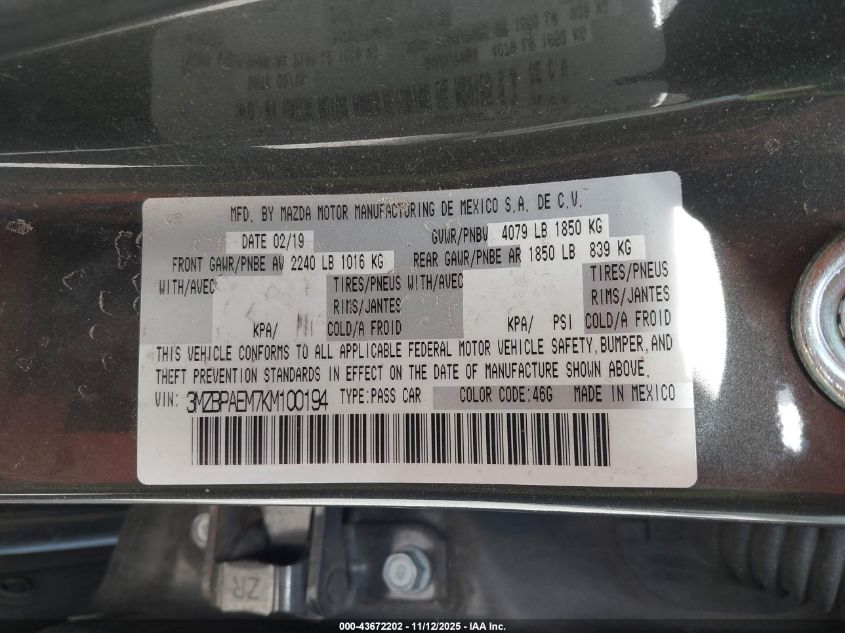 MFD. BY MAZDA MOTOR MANUFACTURING DE MEXICO S.A. DE C.V.
DATE 02/19 GVWR/PNBV 4079 LB 1850 KG
FRONT GAWR/PNBE AV 2240 LB 1016 KG REAR GAWR/PNBE AR 1850 LB 839 KG
WITH/AVEC TIRES/PNEUS WITH/AVEC TIRES/PNEUS
RIMS/JANTES RIMS/JANTES
KPA/ PSI COLD/A FROID KPA/ PSI COLD/A FROID
THIS VEHICLE CONFORMS TO ALL APPLICABLE FEDERAL MOTOR VEHICLE SAFETY, BUMPER, AND
THEFT PREVENTION STANDARDS IN EFFECT ON THE DATE OF MANUFACTURE SHOWN ABOVE.
VIN: 3MZBPAEM7KM100194 TYPE: PASS CAR COLOR CODE: 46G MADE IN MEXICO
ZR
000-43672202 - 11/12/2025 - IAA Inc.